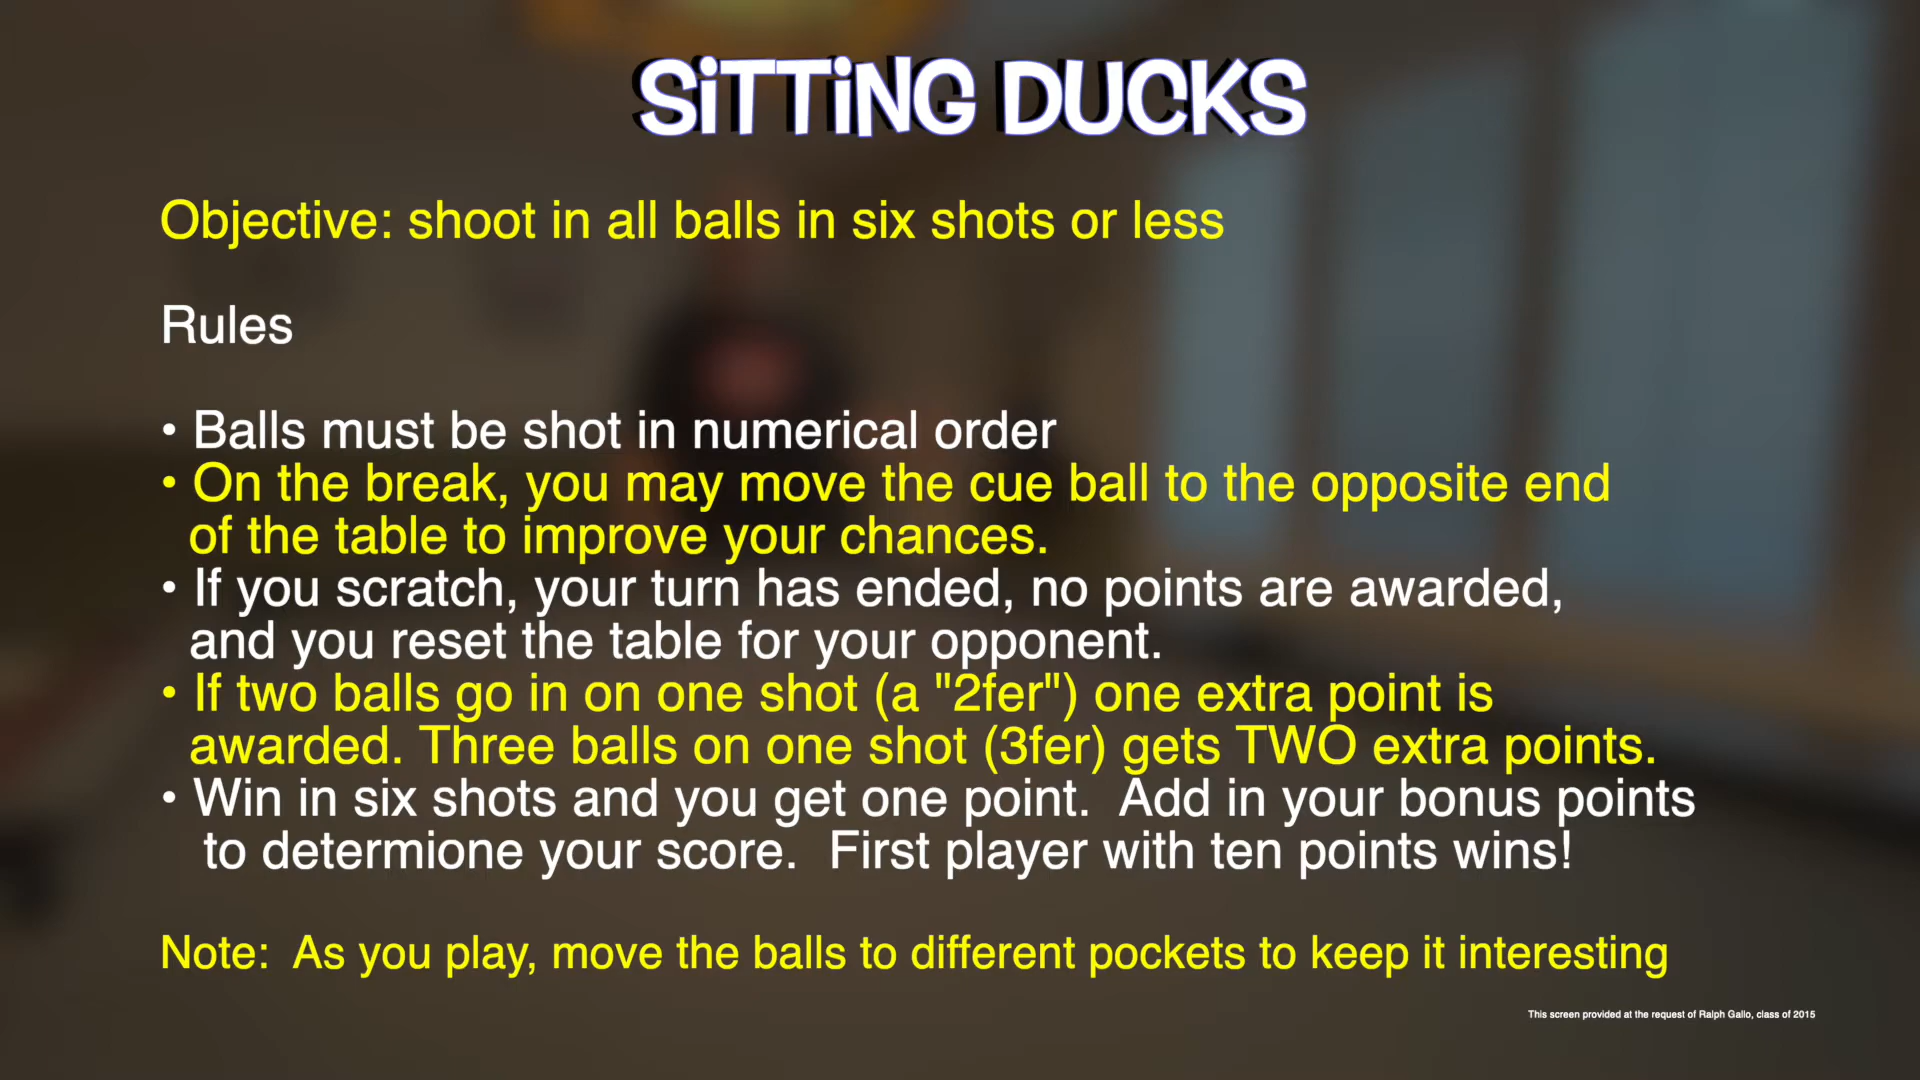 SiTTiNG DUCKS
Objective: shoot in all balls in six shots or less
Rules
• Balls must be shot in numerical order
• On the break, you may move the cue ball to the opposite end
of the table to improve your chances.
• If you scratch, your turn has ended, no points are awarded,
and you reset the table for your opponent.
• If two balls go in on one shot (a "2fer") one extra point is
awarded. Three balls on one shot (3fer) gets TWO extra points.
• Win in six shots and you get one point.  Add in your bonus points
to determione your score.  First player with ten points wins!
Note:  As you play, move the balls to different pockets to keep it interesting
This screen provided at the request of Ralph Gallo, class of 2015